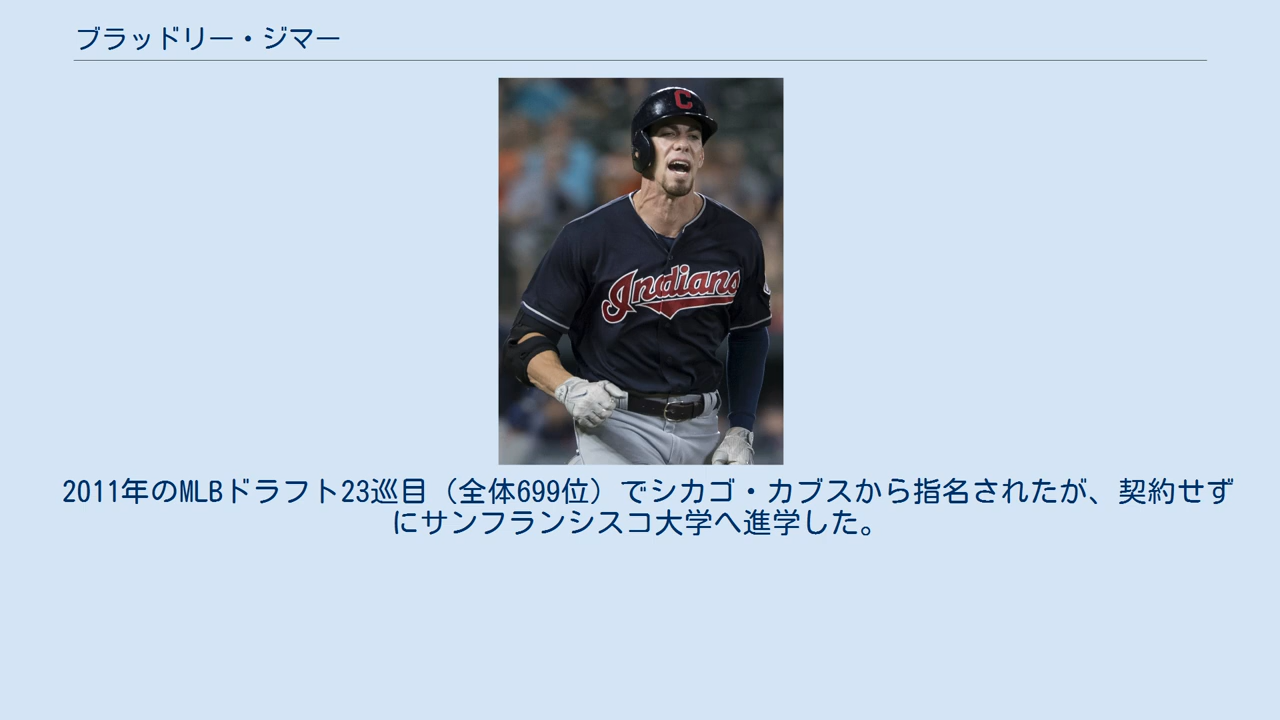 ブラッドリー・ジマー
C
Indians
2011年のMLBドラフト23巡目（全体699位）でシカゴ・カブスから指名されたが、契約せず
にサンフランシスコ大学へ進学した。